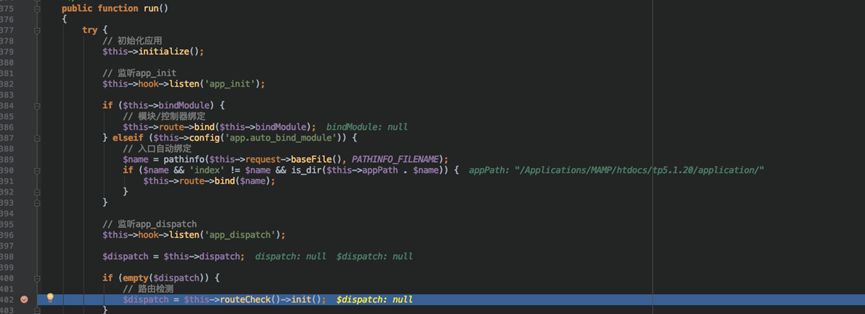 375 public function run()
376 {
377 try {
378 // 初始化应用
379 $this->initialize();
380
381 // 监听app_init
382 $this->hook->listen('app_init');
383
384 if ($this->bindModule) {
385 // 模块/控制器绑定
386 $this->route->bind($this->bindModule); bindModule: null
387 } elseif ($this->config('app.auto_bind_module')) {
388 // 入口自动绑定
389 $name = pathinfo($this->request->baseFile(), PATHINFO_FILENAME);
390 if ($name && 'index' != $name && is_dir($this->appPath . $name)) { appPath: "/Applications/MAMP/htdocs/tp5.1.20/application/"
391 $this->route->bind($name);
392 }
393 }
394
395 // 监听app_dispatch
396 $this->hook->listen('app_dispatch');
397
398 $dispatch = $this->dispatch; dispatch: null $dispatch: null
399
400 if (empty($dispatch)) {
401 // 路由检测
402 $dispatch = $this->routeCheck()->init(); $dispatch: null
403 }